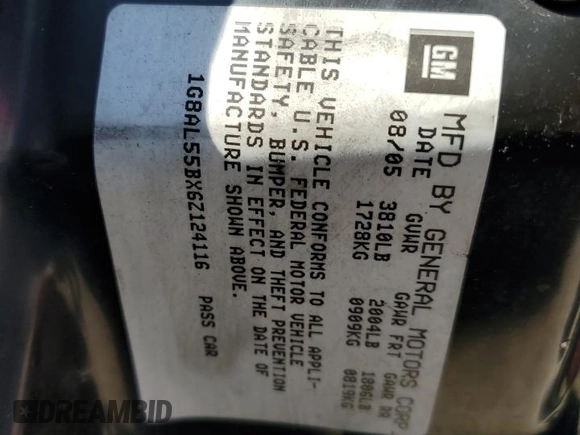 GM
MFD BY GENERAL MOTORS CORP
DATE GVWR GAWR FRT GAWR RR
08/05 3810LB 2004LB 1806LB
1728KG 0909KG 0819KG
THIS VEHICLE CONFORMS TO ALL APPLI-
CABLE U.S. FEDERAL MOTOR VEHICLE
SAFETY, BUMPER, AND THEFT PREVENTION
STANDARDS IN EFFECT ON THE DATE OF
MANUFACTURE SHOWN ABOVE.
1G8AL55BX6Z124116 PASS CAR
DREAMBID